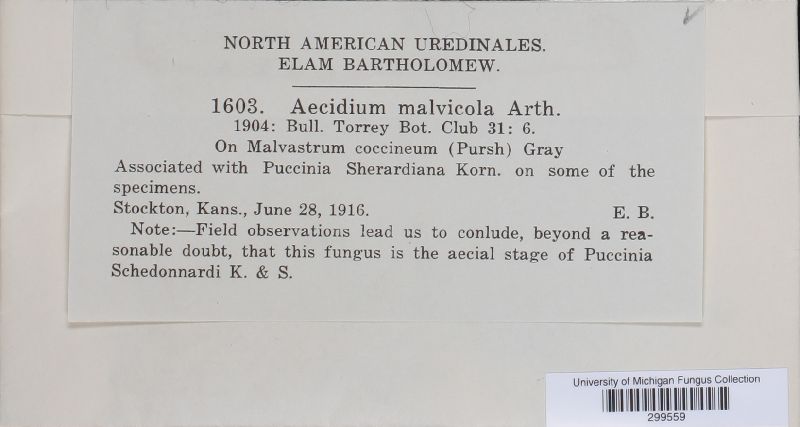 NORTH AMERICAN UREDINALES.
ELAM BARTHOLOMEW.
1603. Aecidium malvicola Arth.
1904: Bull. Torrey Bot. Club 31: 6.
On Malvastrum coccineum (Pursh) Gray
Associated with Puccinia Sherardiana Korn. on some of the
specimens.
Stockton, Kans., June 28, 1916. E. B.
Note:—Field observations lead us to conlude, beyond a rea-
sonable doubt, that this fungus is the aecial stage of Puccinia
Schedonnardi K. & S.
University of Michigan Fungus Collection
299559